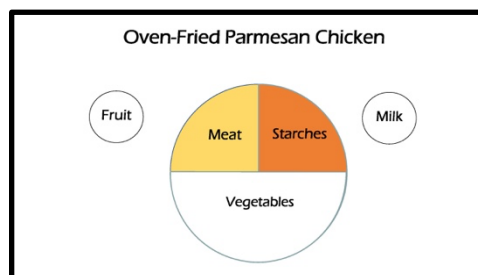 Oven-Fried Parmesan Chicken
Fruit
Milk
Meat
Starches
Vegetables